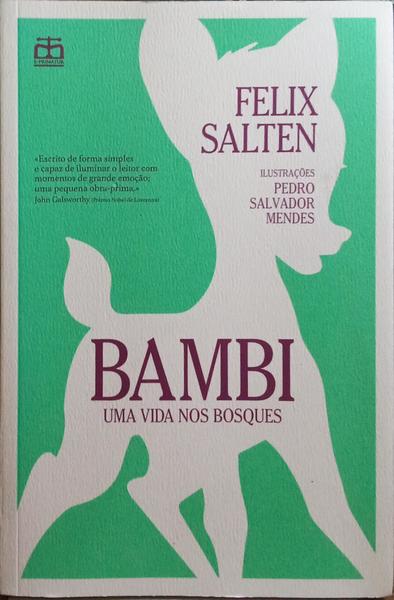 E-PRIMATUR
FELIX
SALTEN
ILUSTRAÇÕES
PEDRO
SALVADOR
MENDES
«Escrito de forma simples
e capaz de iluminar o leitor com
momentos de grande emoção;
uma pequena obra-prima.»
John Galsworthy (Prémio Nobel de Literatura)
BAMBI
UMA VIDA NOS BOSQUES